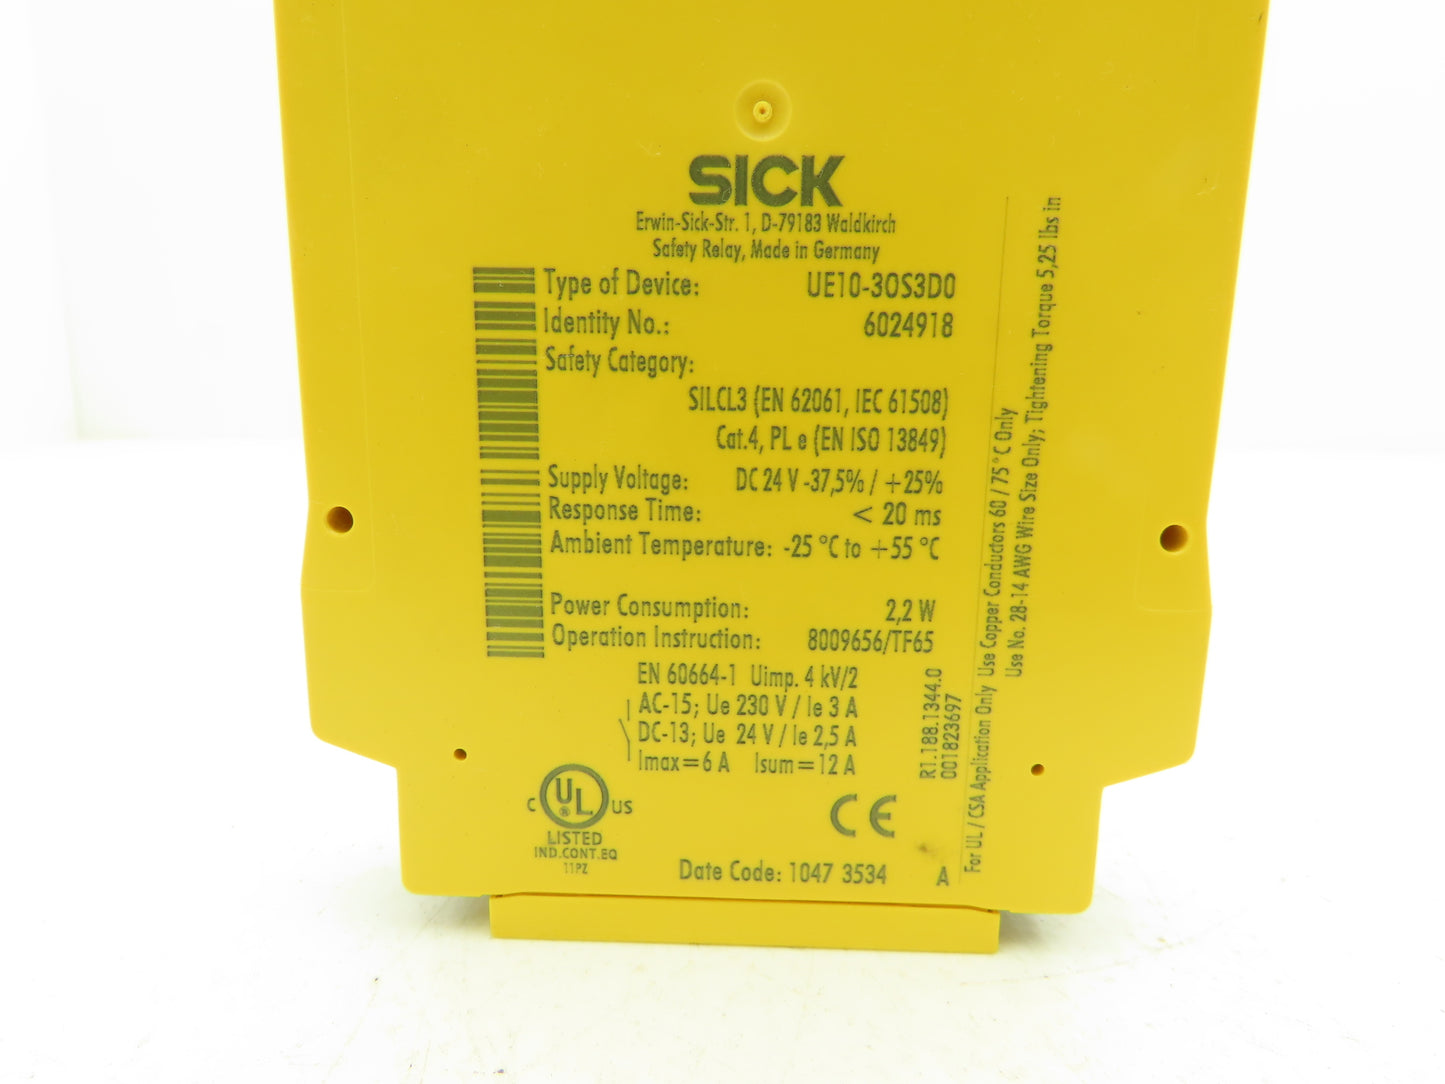 SICK
Erwin-Sick-Str. 1, D-79183 Waldkirch
Safety Relay, Made in Germany
Type of Device: UE10-3OS3D0
Identity No.: 6024918
Safety Category:
SILCL3 (EN 62061, IEC 61508)
Cat.4, PL e (EN ISO 13849)
Supply Voltage: DC 24 V -37,5% / +25%
Response Time: < 20 ms
Ambient Temperature: -25 °C to +55 °C
Power Consumption: 2,2 W
Operation Instruction: 8009656/TF65
EN 60664-1 Uimp. 4 kV/2
AC-15; Ue 230 V / Ie 3 A
DC-13; Ue 24 V / Ie 2,5 A
Imax=6 A Isum=12 A
C UL ® US
LISTED
IND.CONT.EQ
11PZ
CE
Date Code: 1047 3534 A
R1.188.1344.0
001823697
For UL / CSA Application Only Use Copper Conductors 60 / 75°C Only
Use No. 28-14 AWG Wire Size Only; Tightening Torque 5,25 lbs in